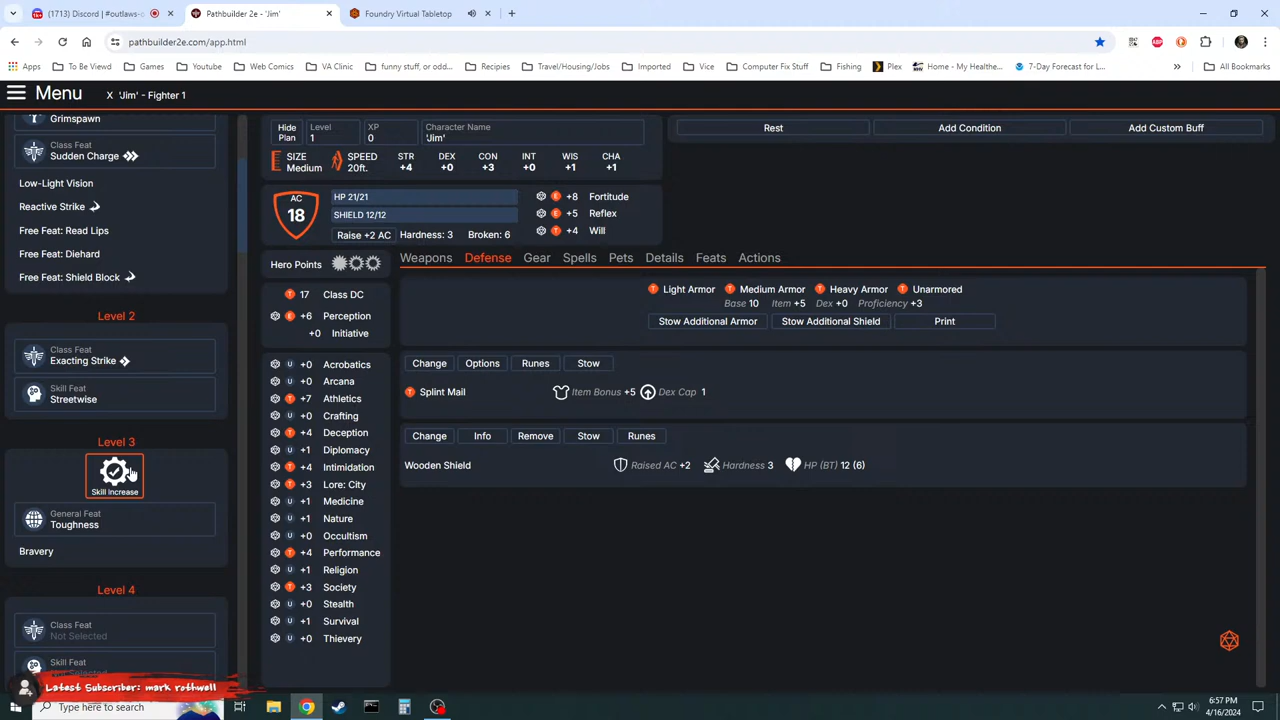 (1713) Discord | #outlaws-o
Pathbuilder 2e - 'Jim'
Foundry Virtual Tabletop
pathbuilder2e.com/app.html
Apps
To Be Viewd
Games
Youtube
Web Comics
VA Clinic
funny stuff, or odd...
Recipies
Travel/Housing/Jobs
Imported
Vice
Computer Fix Stuff
Fishing
Plex
Home - My Healthe...
7-Day Forecast for L...
All Bookmarks
Menu
X 'Jim' - Fighter 1
Grimspawn
Class Feat
Sudden Charge
Low-Light Vision
Reactive Strike
Free Feat: Read Lips
Free Feat: Diehard
Free Feat: Shield Block
Level 2
Class Feat
Exacting Strike
Skill Feat
Streetwise
Level 3
Skill Increase
General Feat
Toughness
Bravery
Level 4
Class Feat
Not Selected
Skill Feat
Latest Subscriber: mark rothwell
Hide Plan
Level
1
XP
0
Character Name
'Jim'
SIZE
Medium
SPEED
20ft.
STR
+4
DEX
+0
CON
+3
INT
+0
WIS
+1
CHA
+1
AC
18
HP 21/21
SHIELD 12/12
Raise +2 AC
Hardness: 3
Broken: 6
E +8 Fortitude
E +5 Reflex
T +4 Will
Rest
Add Condition
Add Custom Buff
Hero Points
T 17 Class DC
E +6 Perception
+0 Initiative
U +0 Acrobatics
U +0 Arcana
T +7 Athletics
U +0 Crafting
T +4 Deception
U +1 Diplomacy
T +4 Intimidation
T +3 Lore: City
U +1 Medicine
U +1 Nature
U +0 Occultism
T +4 Performance
U +1 Religion
T +3 Society
U +0 Stealth
U +1 Survival
U +0 Thievery
Weapons
Defense
Gear
Spells
Pets
Details
Feats
Actions
T Light Armor
T Medium Armor
T Heavy Armor
T Unarmored
Base 10 Item +5 Dex +0 Proficiency +3
Stow Additional Armor
Stow Additional Shield
Print
Change
Options
Runes
Stow
T Splint Mail
Item Bonus +5
Dex Cap 1
Change
Info
Remove
Stow
Runes
Wooden Shield
Raised AC +2
Hardness 3
HP (BT) 12 (6)
Type here to search
6:57 PM
4/16/2024